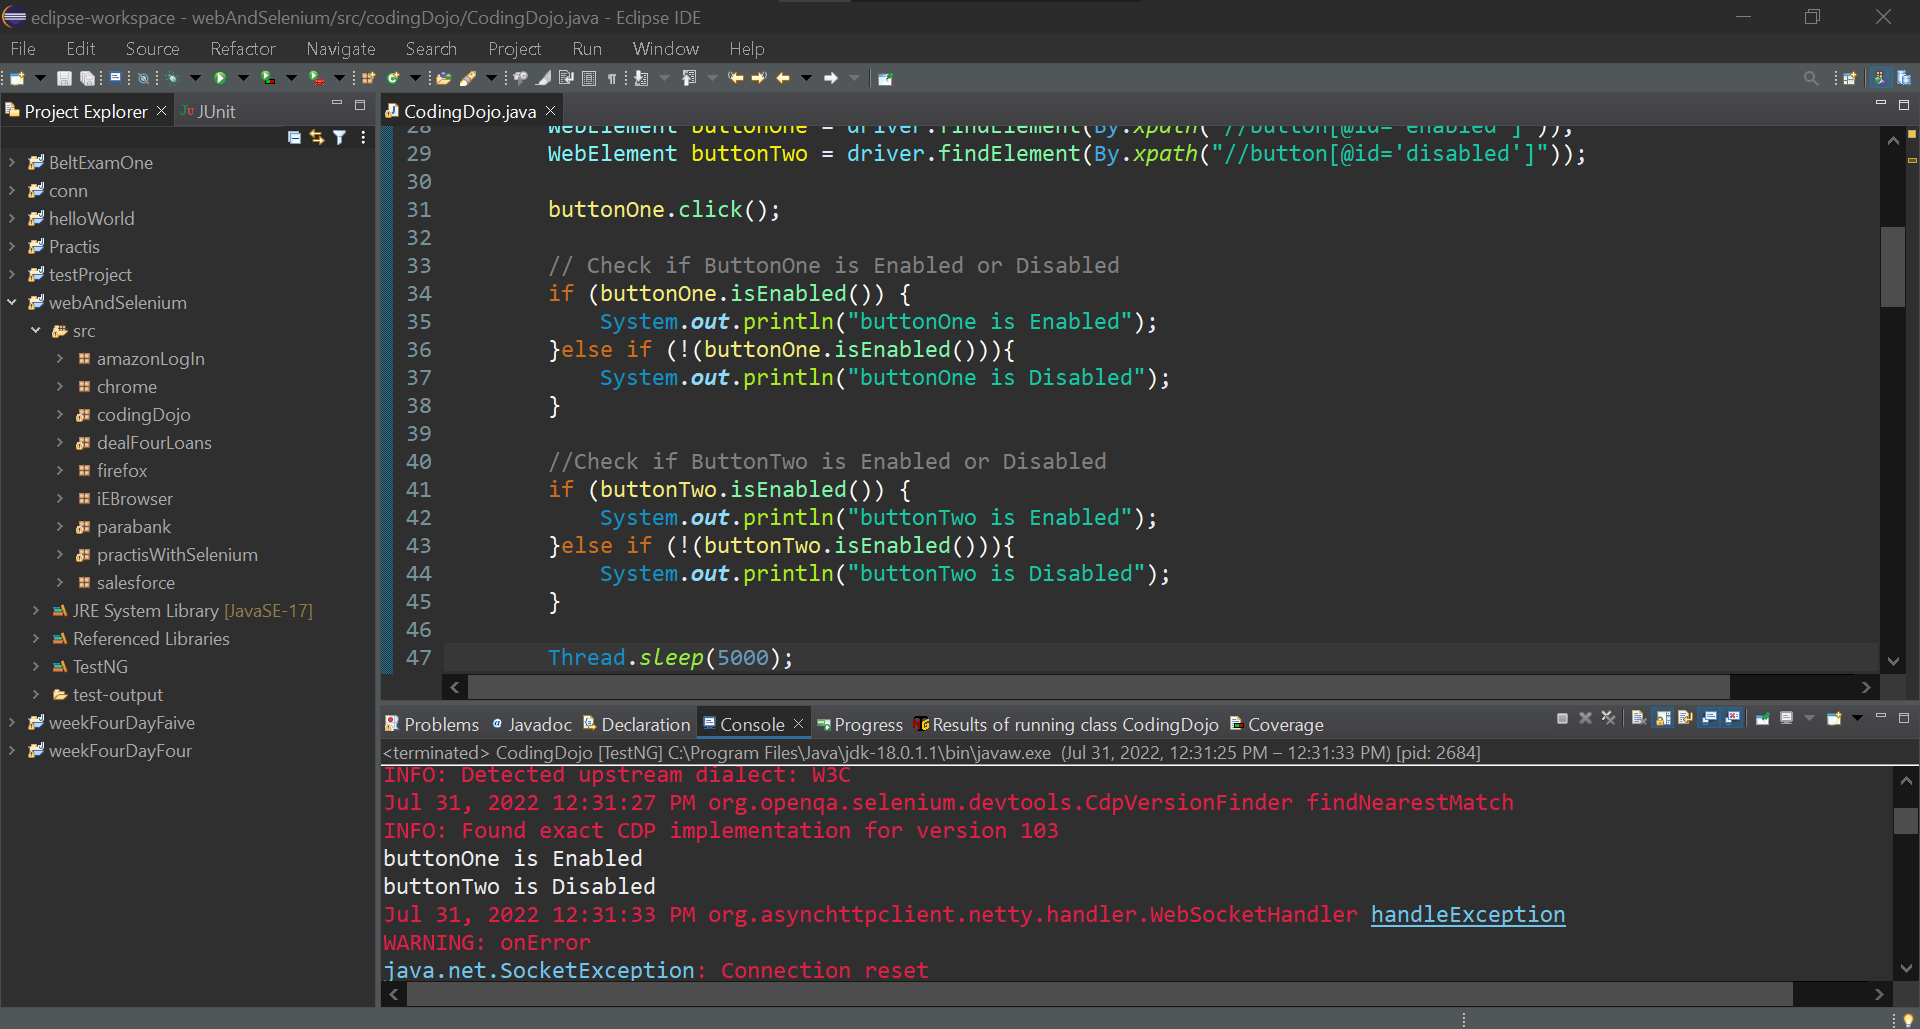 eclipse-workspace - webAndSelenium/src/codingDojo/CodingDojo.java - Eclipse IDE
File Edit Source Refactor Navigate Search Project Run Window Help
Project Explorer
JUnit
BeltExamOne
conn
helloWorld
Practis
testProject
webAndSelenium
src
amazonLogIn
chrome
codingDojo
dealFourLoans
firefox
iEBrowser
parabank
practisWithSelenium
salesforce
JRE System Library [JavaSE-17]
Referenced Libraries
TestNG
test-output
weekFourDayFaive
weekFourDayFour
CodingDojo.java
28 WebElement buttonOne = driver.findElement(By.xpath("//button[@id='enabled']"));
29 WebElement buttonTwo = driver.findElement(By.xpath("//button[@id='disabled']"));
30
31 buttonOne.click();
32
33 // Check if ButtonOne is Enabled or Disabled
34 if (buttonOne.isEnabled()) {
35 System.out.println("buttonOne is Enabled");
36 }else if (!(buttonOne.isEnabled())){
37 System.out.println("buttonOne is Disabled");
38 }
39
40 //Check if ButtonTwo is Enabled or Disabled
41 if (buttonTwo.isEnabled()) {
42 System.out.println("buttonTwo is Enabled");
43 }else if (!(buttonTwo.isEnabled())){
44 System.out.println("buttonTwo is Disabled");
45 }
46
47 Thread.sleep(5000);
Problems Javadoc Declaration Console Progress Results of running class CodingDojo Coverage
<terminated> CodingDojo [TestNG] C:\Program Files\Java\jdk-18.0.1.1\bin\javaw.exe (Jul 31, 2022, 12:31:25 PM – 12:31:33 PM) [pid: 2684]
INFO: Detected upstream dialect: W3C
Jul 31, 2022 12:31:27 PM org.openqa.selenium.devtools.CdpVersionFinder findNearestMatch
INFO: Found exact CDP implementation for version 103
buttonOne is Enabled
buttonTwo is Disabled
Jul 31, 2022 12:31:33 PM org.asynchttpclient.netty.handler.WebSocketHandler handleException
WARNING: onError
java.net.SocketException: Connection reset